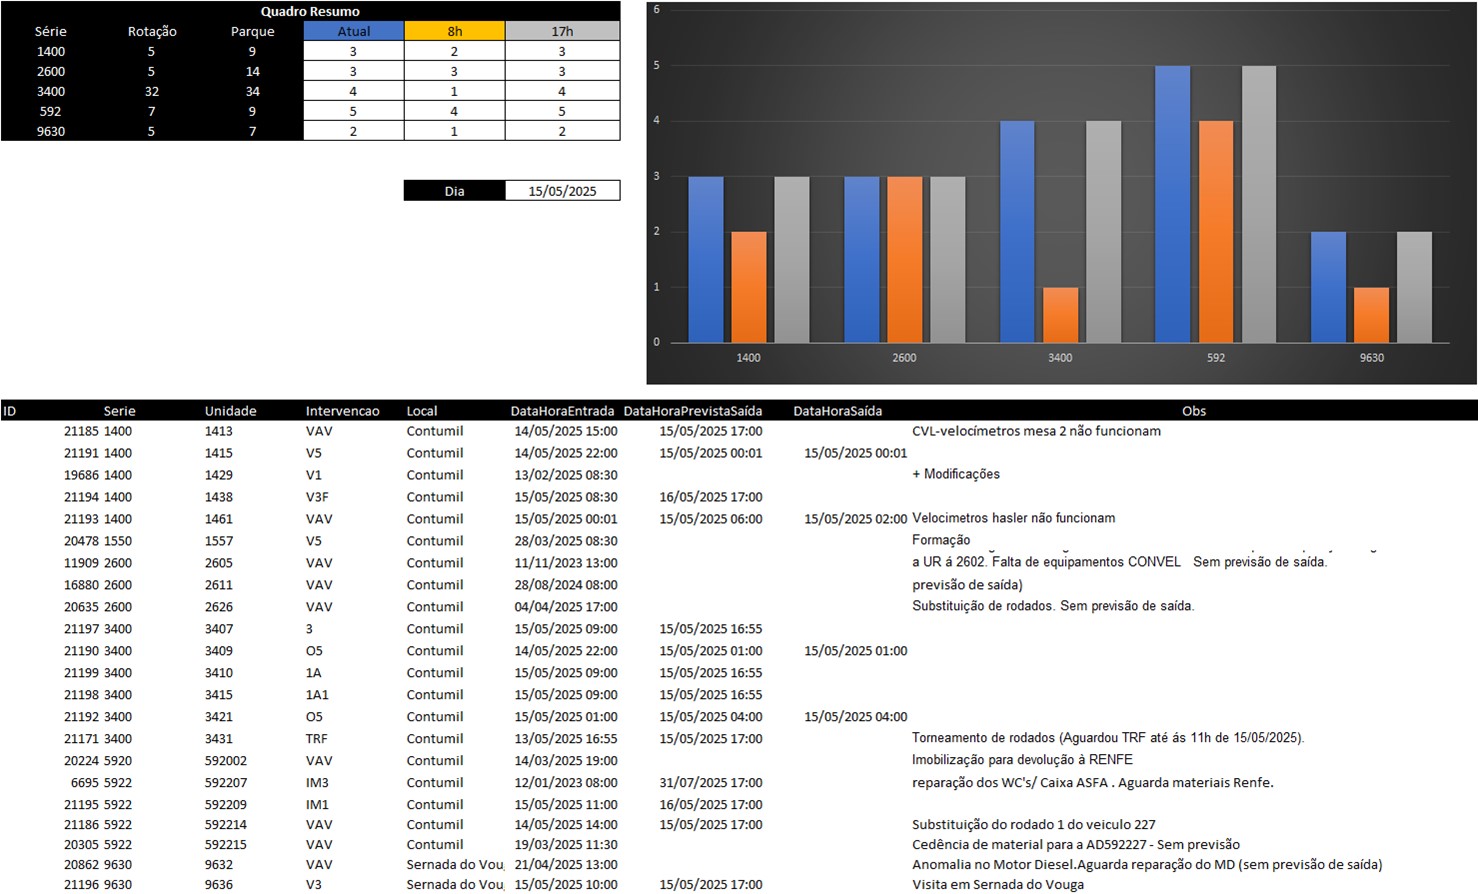 Quadro Resumo
Série Rotação Parque Atual 8h 17h
1400 5 9 3 2 3
2600 5 14 3 3 3
3400 32 34 4 1 4
592 7 9 5 4 5
9630 5 7 2 1 2
Dia 15/05/2025
6
5
4
3
2
1
0
1400 2600 3400 592 9630
ID Serie Unidade Intervencao Local DataHoraEntrada DataHoraPrevistaSaída DataHoraSaída Obs
21185 1400 1413 VAV Contumil 14/05/2025 15:00 15/05/2025 17:00 CVL-velocímetros mesa 2 não funcionam
21191 1400 1415 V5 Contumil 14/05/2025 22:00 15/05/2025 00:01 15/05/2025 00:01
19686 1400 1429 V1 Contumil 13/02/2025 08:30 + Modificações
21194 1400 1438 V3F Contumil 15/05/2025 08:30 16/05/2025 17:00
21193 1400 1461 VAV Contumil 15/05/2025 00:01 15/05/2025 06:00 15/05/2025 02:00 Velocimetros hasler não funcionam
20478 1550 1557 V5 Contumil 28/03/2025 08:30 Formação
11909 2600 2605 VAV Contumil 11/11/2023 13:00 a UR á 2602. Falta de equipamentos CONVEL Sem previsão de saída.
16880 2600 2611 VAV Contumil 28/08/2024 08:00 previsão de saída)
20635 2600 2626 VAV Contumil 04/04/2025 17:00 Substituição de rodados. Sem previsão de saída.
21197 3400 3407 3 Contumil 15/05/2025 09:00 15/05/2025 16:55
21190 3400 3409 O5 Contumil 14/05/2025 22:00 15/05/2025 01:00 15/05/2025 01:00
21199 3400 3410 1A Contumil 15/05/2025 09:00 15/05/2025 16:55
21198 3400 3415 1A1 Contumil 15/05/2025 09:00 15/05/2025 16:55
21192 3400 3421 O5 Contumil 15/05/2025 01:00 15/05/2025 04:00 15/05/2025 04:00
21171 3400 3431 TRF Contumil 13/05/2025 16:55 15/05/2025 17:00 Torneamento de rodados (Aguardou TRF até ás 11h de 15/05/2025).
20224 5920 592002 VAV Contumil 14/03/2025 19:00 Imobilização para devolução à RENFE
6695 5922 592207 IM3 Contumil 12/01/2023 08:00 31/07/2025 17:00 reparação dos WC's/ Caixa ASFA . Aguarda materiais Renfe.
21195 5922 592209 IM1 Contumil 15/05/2025 11:00 16/05/2025 17:00
21186 5922 592214 VAV Contumil 14/05/2025 14:00 15/05/2025 17:00 Substituição do rodado 1 do veiculo 227
20305 5922 592215 VAV Contumil 19/03/2025 11:30 Cedência de material para a AD592227 - Sem previsão
20862 9630 9632 VAV Sernada do Vou 21/04/2025 13:00 Anomalia no Motor Diesel.Aguarda reparação do MD (sem previsão de saída)
21196 9630 9636 V3 Sernada do Vou 15/05/2025 10:00 15/05/2025 17:00 Visita em Sernada do Vouga